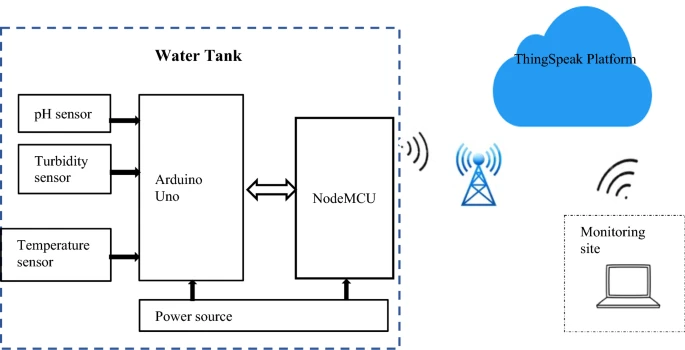 Water Tank
ThingSpeak Platform
pH sensor
Turbidity
sensor
Arduino
Uno
NodeMCU
Temperature
sensor
Monitoring
site
Power source